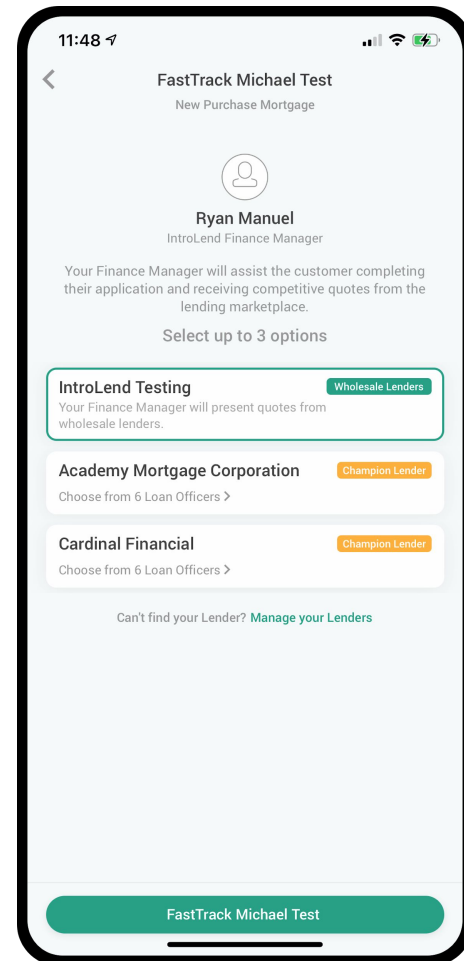 11:48
FastTrack Michael Test
New Purchase Mortgage
Ryan Manuel
IntroLend Finance Manager
Your Finance Manager will assist the customer completing
their application and receiving competitive quotes from the
lending marketplace.
Select up to 3 options
IntroLend Testing
Wholesale Lenders
Your Finance Manager will present quotes from
wholesale lenders.
Academy Mortgage Corporation
Champion Lender
Choose from 6 Loan Officers >
Cardinal Financial
Champion Lender
Choose from 6 Loan Officers >
Can't find your Lender? Manage your Lenders
FastTrack Michael Test